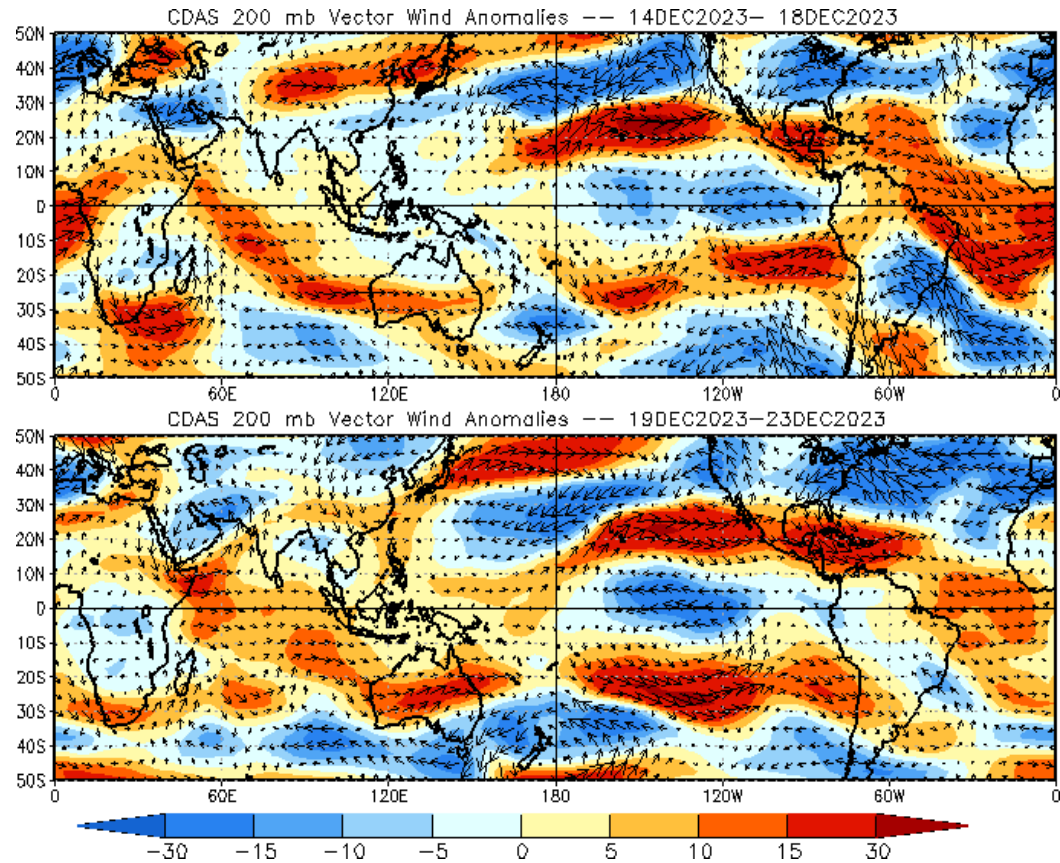 CDAS 200 mb Vector Wind Anomalies -- 14DEC2023- 18DEC2023
50N
40N
30N
20N
10N
0
10S
20S
30S
40S
50S
0 60E 120E 180 120W 60W 0
CDAS 200 mb Vector Wind Anomalies -- 19DEC2023-23DEC2023
50N
40N
30N
20N
10N
0
10S
20S
30S
40S
50S
0 60E 120E 180 120W 60W 0
-30 -15 -10 -5 0 5 10 15 30